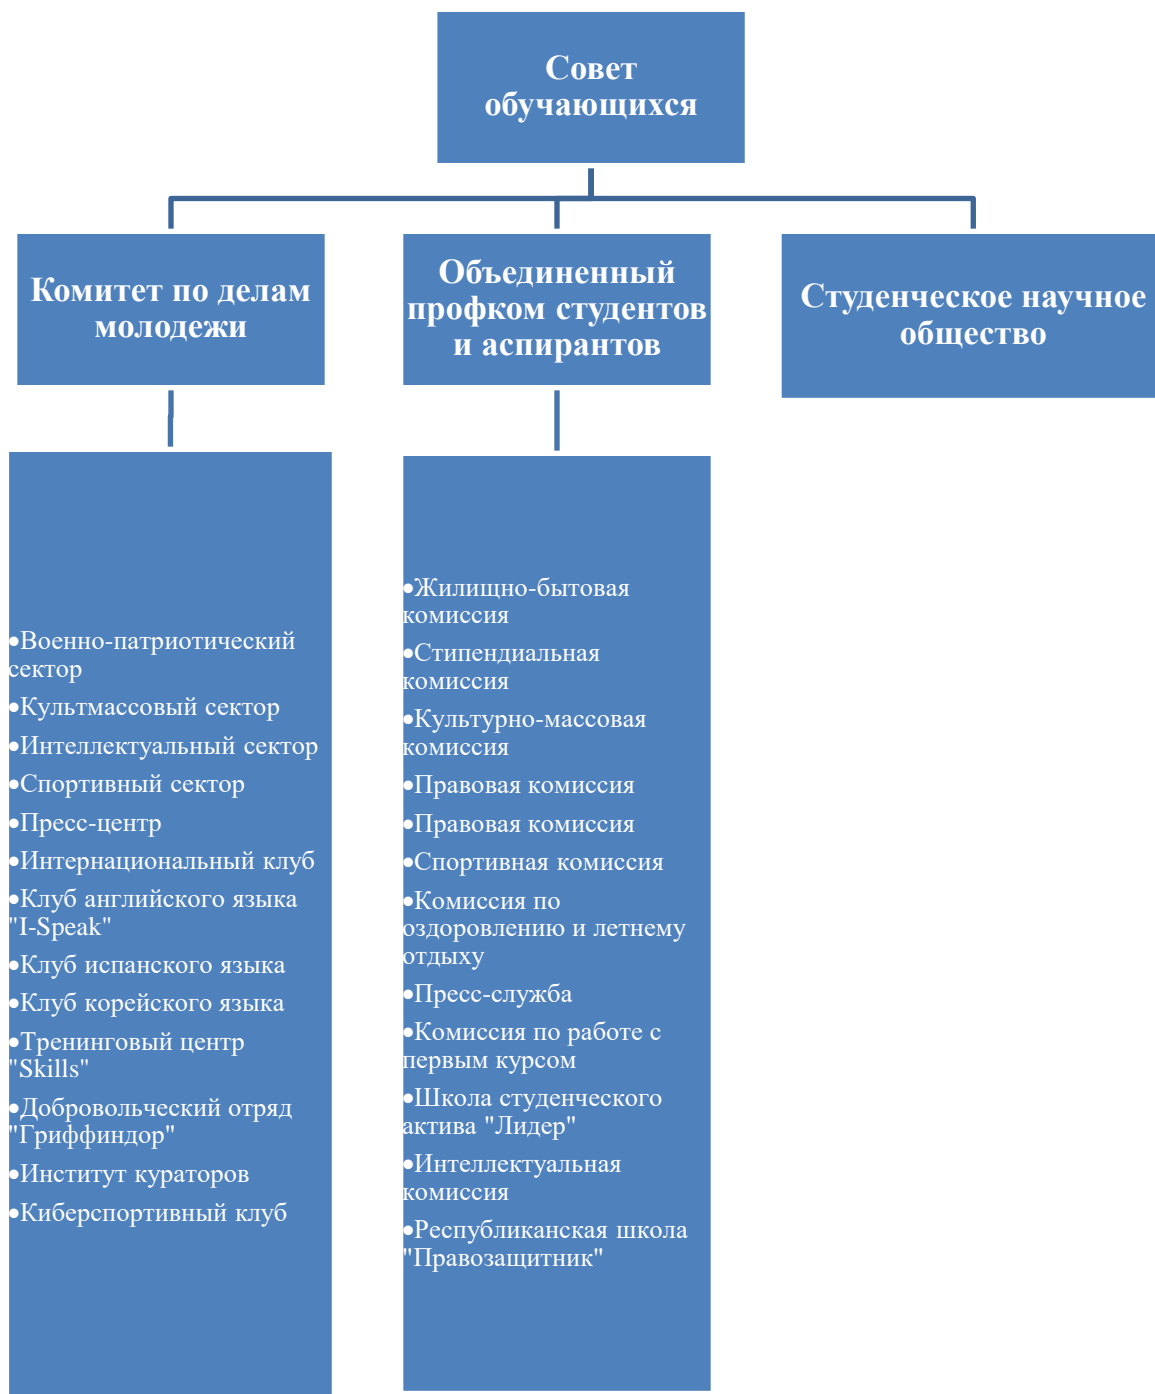 Совет
обучающихся
Комитет по делам
молодежи
Объединенный
профком студентов
и аспирантов
Студенческое научное
общество
•Военно-патриотический
сектор
•Культмассовый сектор
•Интеллектуальный сектор
•Спортивный сектор
•Пресс-центр
•Интернациональный клуб
•Клуб английского языка
"I-Speak"
•Клуб испанского языка
•Клуб корейского языка
•Тренинговый центр
"Skills"
•Добровольческий отряд
"Гриффиндор"
•Институт кураторов
•Киберспортивный клуб
•Жилищно-бытовая
комиссия
•Стипендиальная
комиссия
•Культурно-массовая
комиссия
•Правовая комиссия
•Правовая комиссия
•Спортивная комиссия
•Комиссия по
оздоровлению и летнему
отдыху
•Пресс-служба
•Комиссия по работе с
первым курсом
•Школа студенческого
актива "Лидер"
•Интеллектуальная
комиссия
•Республиканская школа
"Правозащитник"